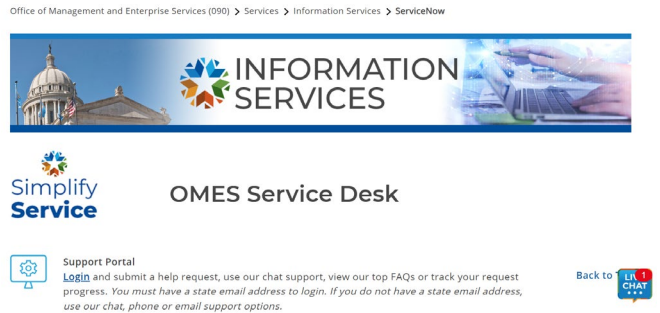 Office of Management and Enterprise Services (090) > Services > Information Services > ServiceNow
INFORMATION
SERVICES
Simplify
Service
OMES Service Desk
Support Portal
Login and submit a help request, use our chat support, view our top FAQs or track your request
progress. You must have a state email address to login. If you do not have a state email address,
use our chat, phone or email support options.
Back to
LIVE
CHAT
1